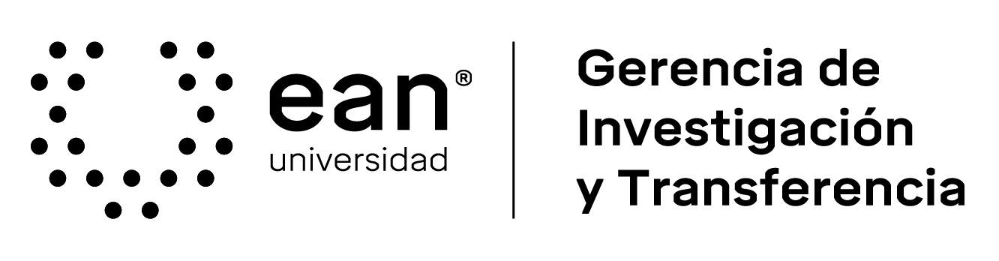 ean®
universidad
Gerencia de
Investigación
y Transferencia